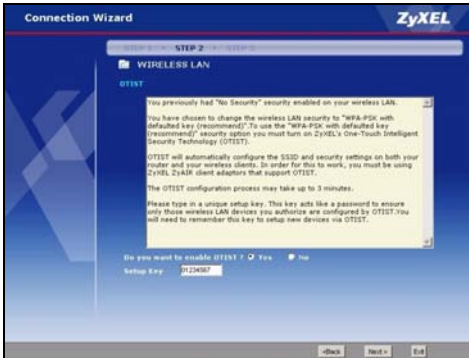 Connection Wizard
ZyXEL
STEP 1 • STEP 2 • STEP 3
WIRELESS LAN
OTIST
You previously had "No Security" security enabled on your wireless LAN.
You have chosen to change the wireless LAN security to "WPA-PSK with
defaulted key (recommend)".To use the "WPA-PSK with defaulted key
(recommend)" security option you must turn on ZyXEL's One-Touch Intelligent
Security Technology (OTIST).
OTIST will automatically configure the SSID and security settings on both your
router and your wireless clients. In order for this to work, you must be using
ZyXEL ZyAIR client adaptors that support OTIST.
The OTIST configuration process may take up to 3 minutes.
Please type in a unique setup key. This key acts like a password to ensure
only those wireless LAN devices you authorize are configured by OTIST.You
will need to remember this key to setup new devices via OTIST.
Do you want to enable OTIST ? Yes No
Setup Key 01234567
<Back Next > Exit